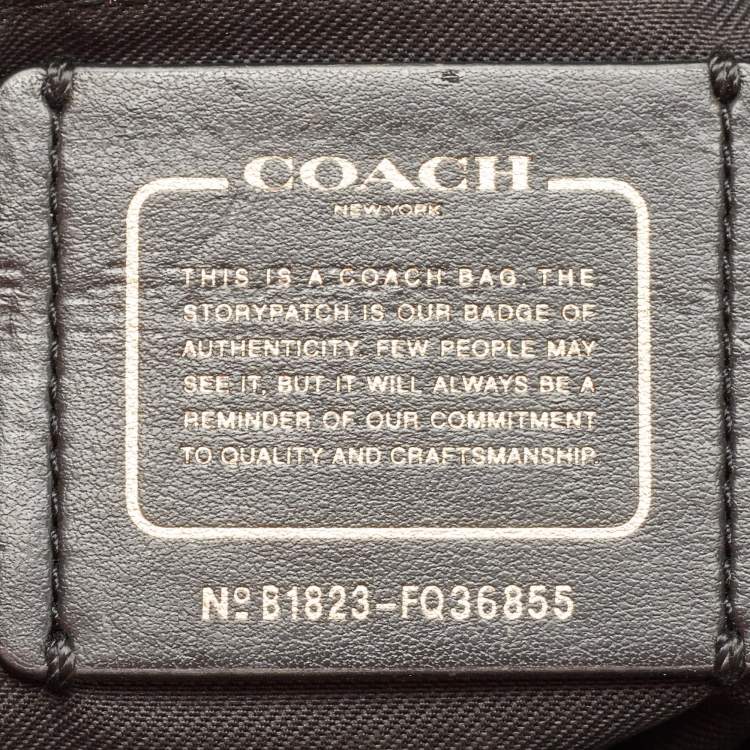 COACH
NEW YORK
THIS IS A COACH BAG. THE
STORYPATCH IS OUR BADGE OF
AUTHENTICITY. FEW PEOPLE MAY
SEE IT, BUT IT WILL ALWAYS BE A
REMINDER OF OUR COMMITMENT
TO QUALITY AND CRAFTSMANSHIP.
Nº B1823-FQ36855